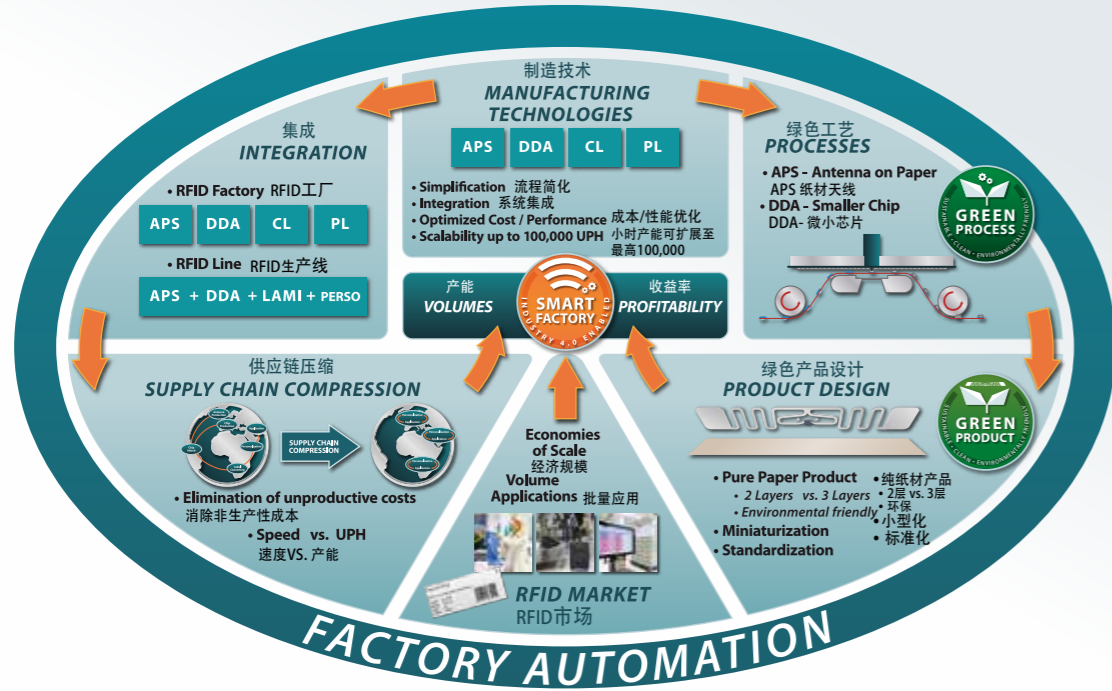 制造技术
MANUFACTURING
TECHNOLOGIES
APS DDA CL PL
• Simplification 流程简化
• Integration 系统集成
• Optimized Cost / Performance 成本/性能优化
• Scalability up to 100,000 UPH 小时产能可扩展至
最高100,000
集成
INTEGRATION
• RFID Factory RFID工厂
APS DDA CL PL
• RFID Line RFID生产线
APS + DDA + LAMI + PERSO
绿色工艺
PROCESSES
• APS - Antenna on Paper
APS 纸材天线
• DDA - Smaller Chip
DDA- 微小芯片
GREEN
PROCESS
SUSTAINABLE - CLEAN - ENVIRONMENTALLY FRIENDLY
产能
VOLUMES
SMART
FACTORY
INDUSTRY 4.0 ENABLED
收益率
PROFITABILITY
供应链压缩
SUPPLY CHAIN COMPRESSION
SUPPLY CHAIN
COMPRESSION
• Elimination of unproductive costs
消除非生产性成本
• Speed vs. UPH
速度VS. 产能
Economies
of Scale
经济规模
Volume
Applications 批量应用
RFID MARKET
RFID市场
绿色产品设计
PRODUCT DESIGN
GREEN
PRODUCT
SUSTAINABLE - CLEAN - ENVIRONMENTALLY FRIENDLY
• Pure Paper Product
• 2 Layers vs. 3 Layers
• Environmental friendly
• Miniaturization
• Standardization
• 纯纸材产品
• 2层 vs. 3层
• 环保
• 小型化
• 标准化
FACTORY AUTOMATION